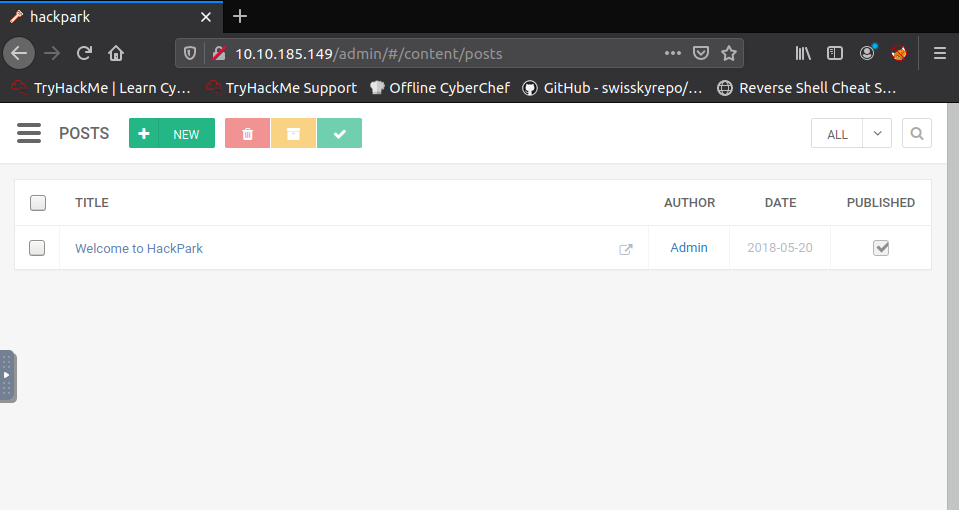 hackpark
10.10.185.149/admin/#/content/posts
TryHackMe | Learn Cy… TryHackMe Support Offline CyberChef GitHub - swisskyrepo/… Reverse Shell Cheat S…
POSTS NEW ALL
TITLE AUTHOR DATE PUBLISHED
Welcome to HackPark Admin 2018-05-20